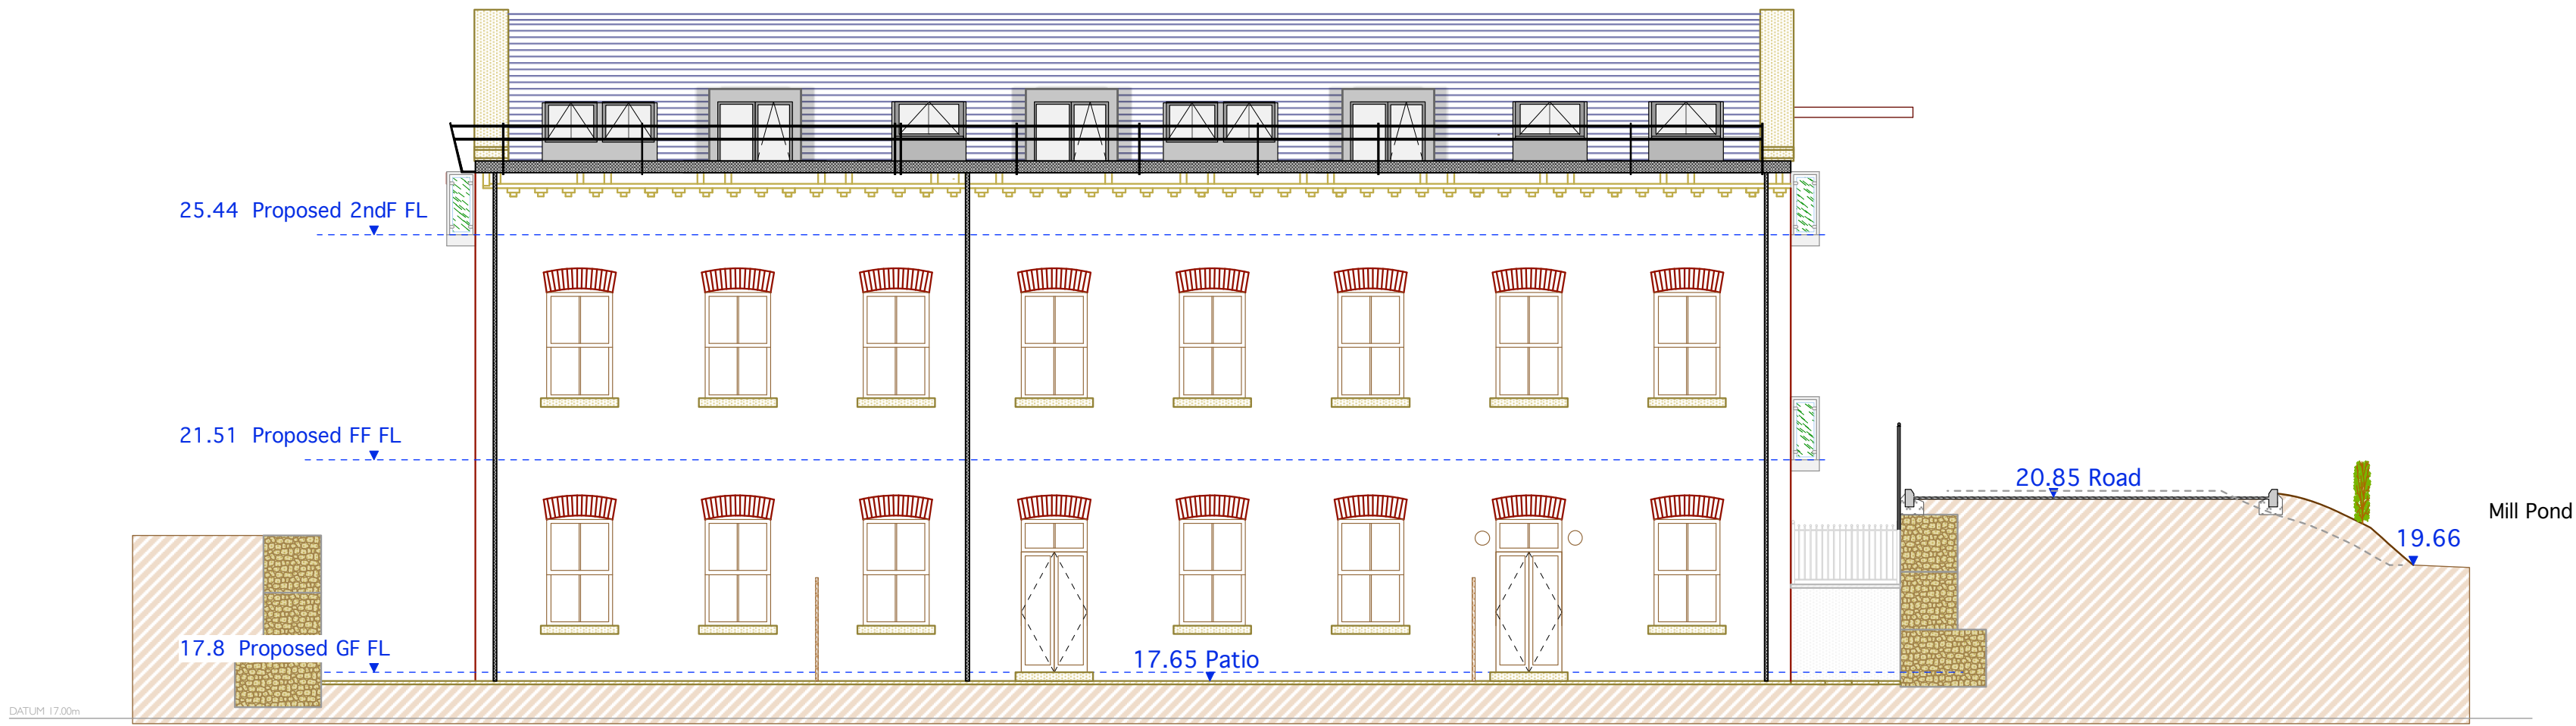 25.44 Proposed 2ndF FL
21.51 Proposed FF FL
20.85 Road
Mill Pond
19.66
17.8 Proposed GF FL
17.65 Patio
DATUM 17.00m